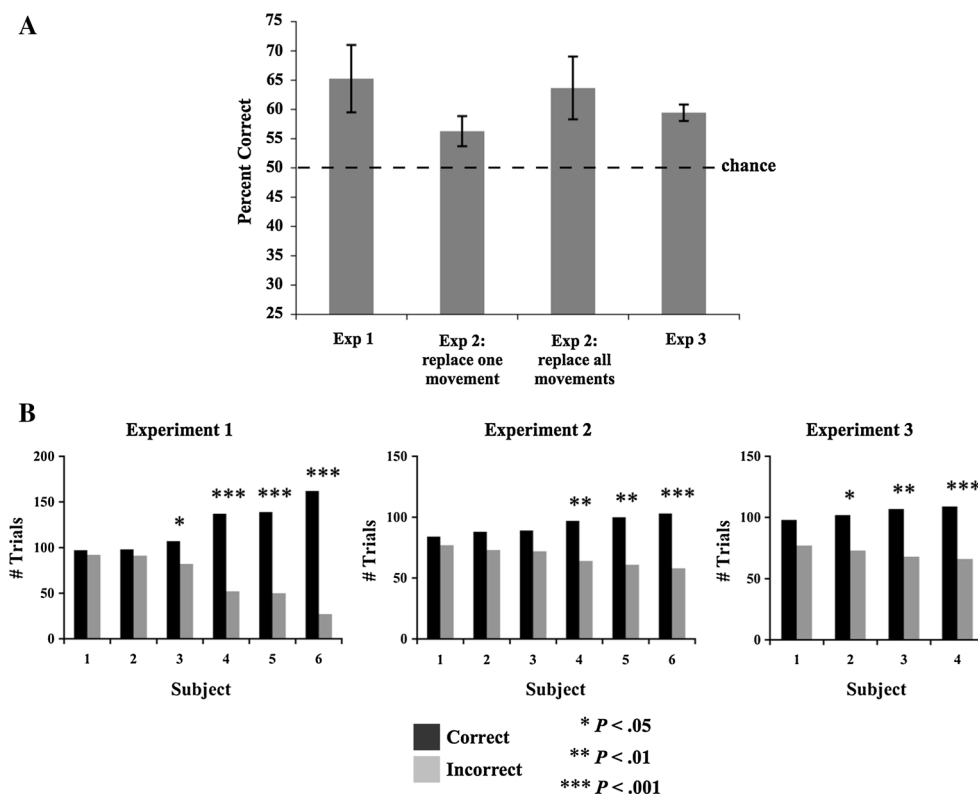 A
75
70
65
60
55
50
45
40
35
30
25
Percent Correct
chance
Exp 1
Exp 2:
replace one
movement
Exp 2:
replace all
movements
Exp 3
B
Experiment 1
200
150
100
50
0
# Trials
*
***
***
***
1 2 3 4 5 6
Subject
Experiment 2
150
100
50
0
# Trials
**
**
***
1 2 3 4 5 6
Subject
Experiment 3
150
100
50
0
# Trials
*
**
***
1 2 3 4
Subject
Correct
Incorrect
* P < .05
** P < .01
*** P < .001